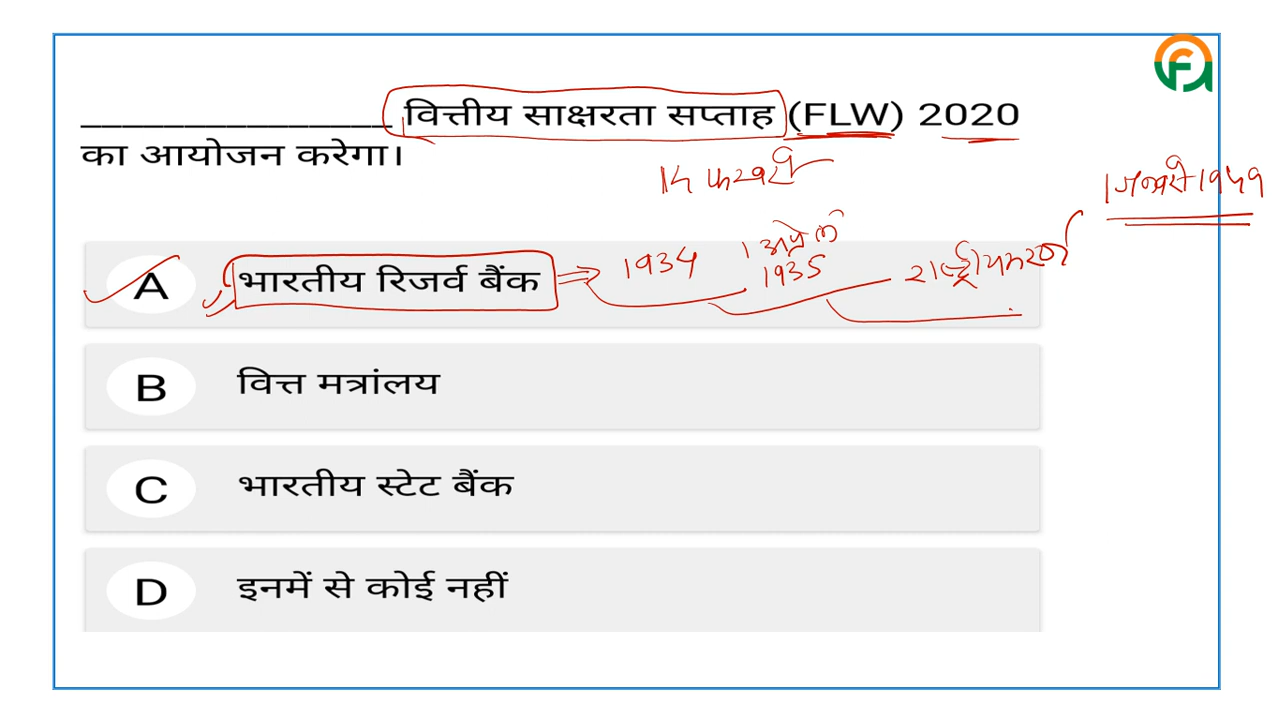 ________________ वित्तीय साक्षरता सप्ताह (FLW) 2020
का आयोजन करेगा।
फरवरी
1 जनवरी 1949
A भारतीय रिजर्व बैंक 1934 1 अप्रैल 1935 राष्ट्रीयकरण
B वित्त मत्रांलय
C भारतीय स्टेट बैंक
D इनमें से कोई नहीं